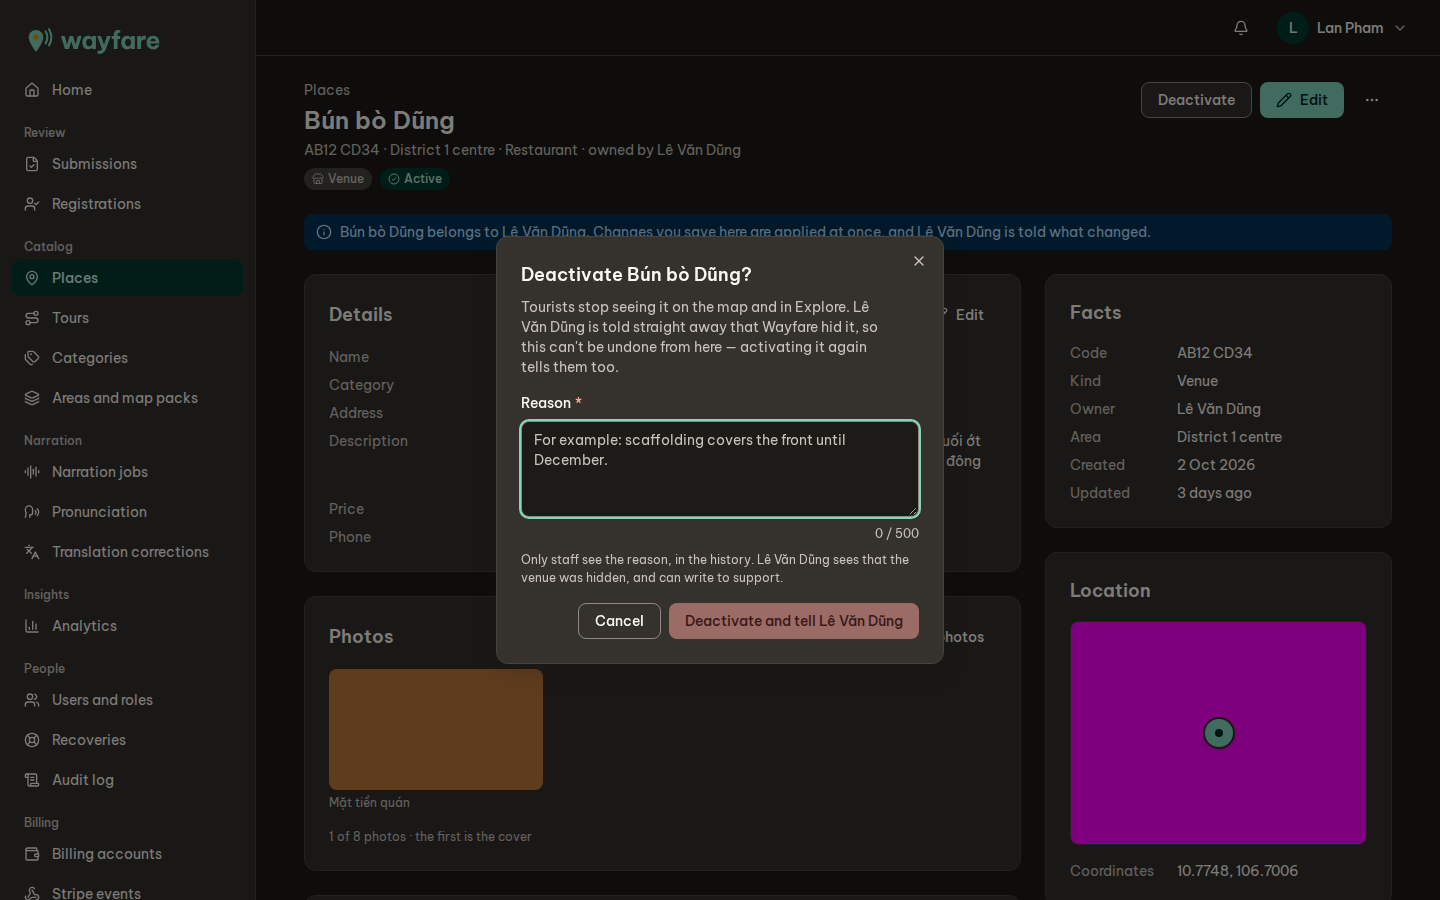 wayfare
L
Lan Pham
Home
Review
Submissions
Registrations
Catalog
Places
Tours
Categories
Areas and map packs
Narration
Narration jobs
Pronunciation
Translation corrections
Insights
Analytics
People
Users and roles
Recoveries
Audit log
Billing
Billing accounts
Stripe events
Places
Bún bò Dũng
AB12 CD34 · District 1 centre · Restaurant · owned by Lê Văn Dũng
Venue
Active
Deactivate
Edit
Bún bò Dũng belongs to Lê Văn Dũng. Changes you save here are applied at once, and Lê Văn Dũng is told what changed.
Details
Edit
Name
Category
Address
Description
uối ớt
đông
Price
Phone
Deactivate Bún bò Dũng?
Tourists stop seeing it on the map and in Explore. Lê
Văn Dũng is told straight away that Wayfare hid it, so
this can't be undone from here — activating it again
tells them too.
Reason *
For example: scaffolding covers the front until
December.
0 / 500
Only staff see the reason, in the history. Lê Văn Dũng sees that the
venue was hidden, and can write to support.
Cancel
Deactivate and tell Lê Văn Dũng
Photos
hotos
Mặt tiền quán
1 of 8 photos · the first is the cover
Facts
Code AB12 CD34
Kind Venue
Owner Lê Văn Dũng
Area District 1 centre
Created 2 Oct 2026
Updated 3 days ago
Location
Coordinates 10.7748, 106.7006